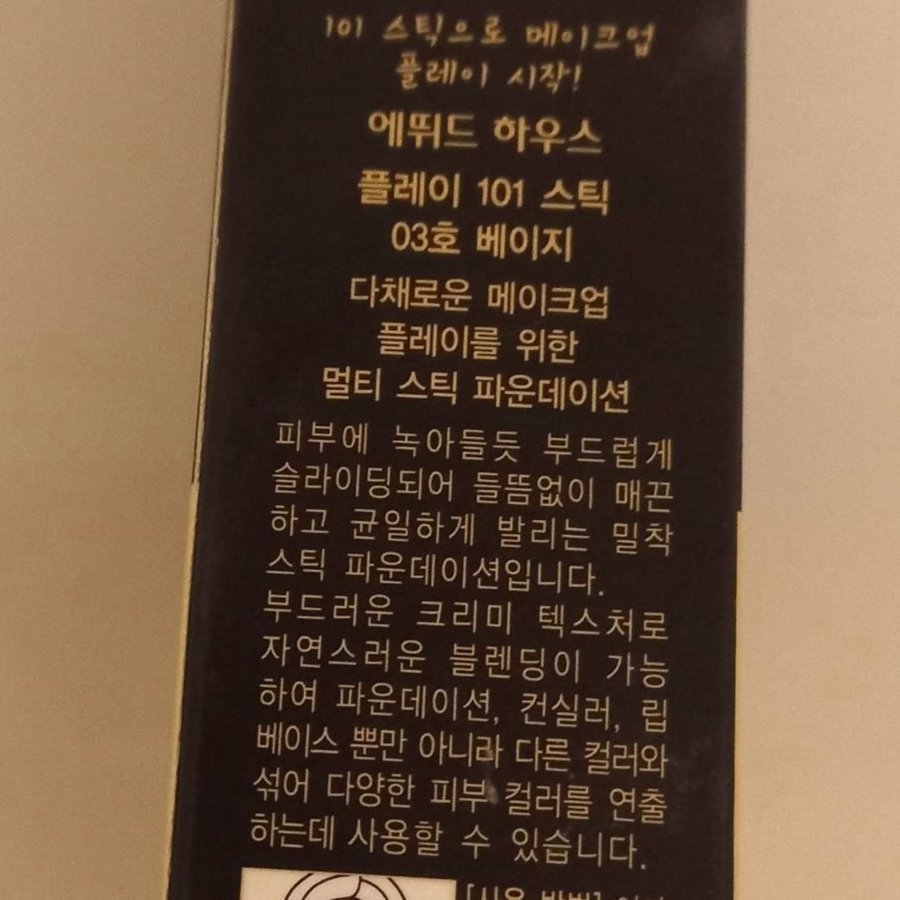 101 스틱으로 메이크업
플레이 시작!
에뛰드 하우스
플레이 101 스틱
03호 베이지
다채로운 메이크업
플레이를 위한
멀티 스틱 파운데이션
피부에 녹아들듯 부드럽게
슬라이딩되어 들뜸없이 매끈
하고 균일하게 발리는 밀착
스틱 파운데이션입니다.
부드러운 크리미 텍스처로
자연스러운 블렌딩이 가능
하여 파운데이션, 컨실러, 립
베이스 뿐만 아니라 다른 컬러와
섞어 다양한 피부 컬러를 연출
하는데 사용할 수 있습니다.